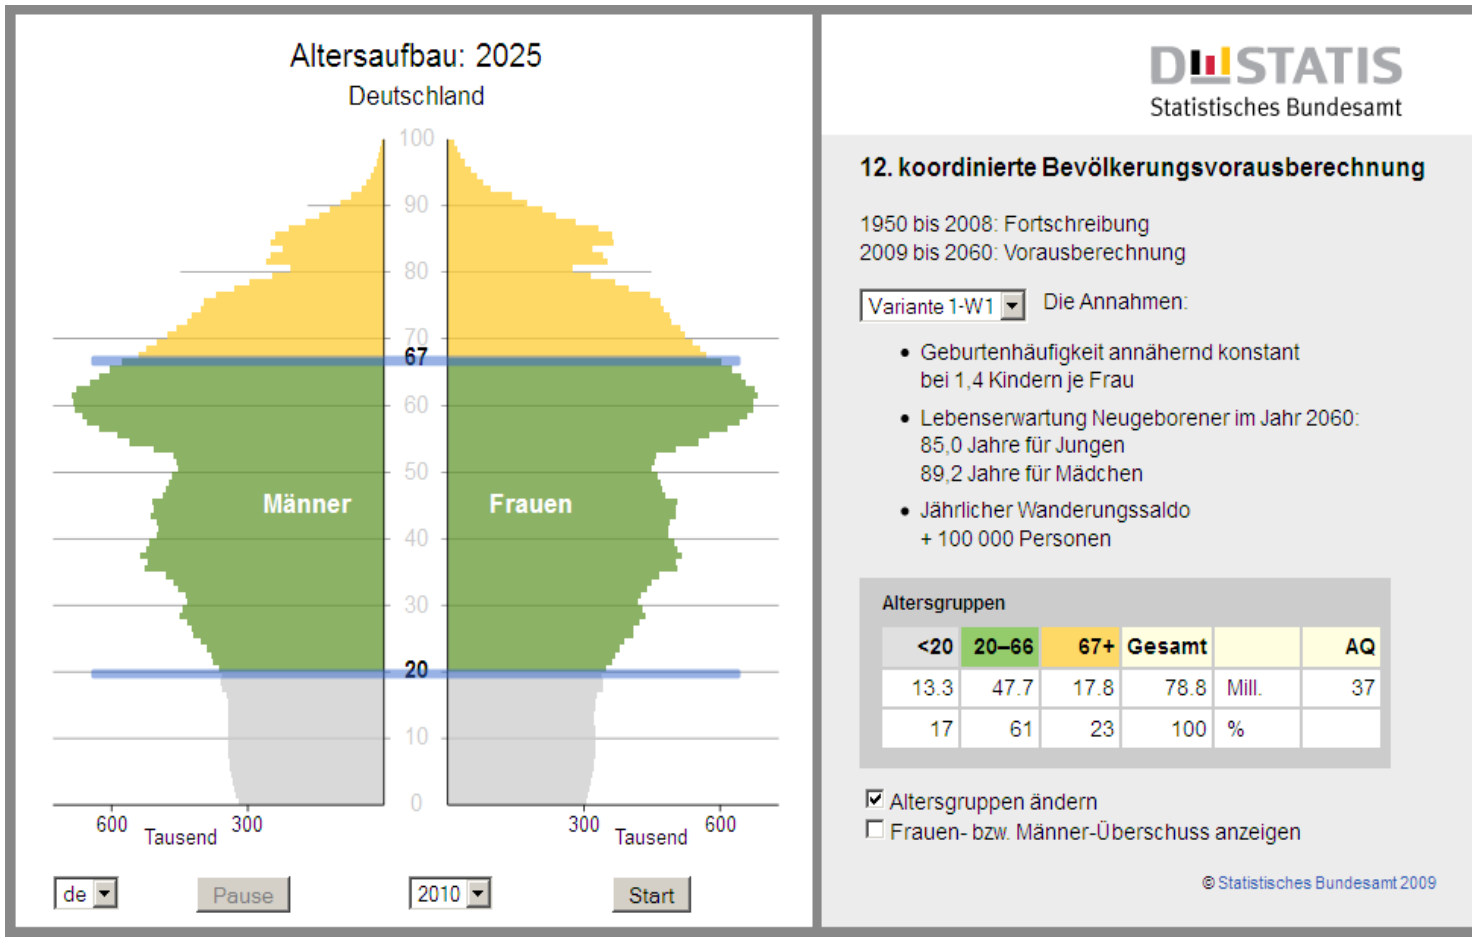 Altersaufbau: 2025
Deutschland
100
90
80
70
67
60
50
Männer
Frauen
40
30
20
10
0
600
300
300
600
Tausend
Tausend
de
Pause
2010
Start
DESTATIS
Statistisches Bundesamt
12. koordinierte Bevölkerungsvorausberechnung
1950 bis 2008: Fortschreibung
2009 bis 2060: Vorausberechnung
Variante 1-W1 Die Annahmen:
• Geburtenhäufigkeit annähernd konstant
bei 1,4 Kindern je Frau
• Lebenserwartung Neugeborener im Jahr 2060:
85,0 Jahre für Jungen
89,2 Jahre für Mädchen
• Jährlicher Wanderungssaldo
+ 100 000 Personen
Altersgruppen
<20 20–66 67+ Gesamt AQ
13.3 47.7 17.8 78.8 Mill. 37
17 61 23 100 %
Altersgruppen ändern
Frauen- bzw. Männer-Überschuss anzeigen
© Statistisches Bundesamt 2009